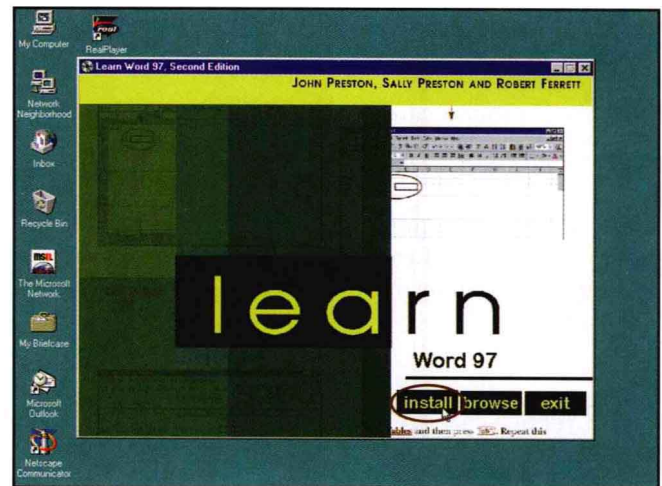 My Computer
real
RealPlayer
Learn Word 97, Second Edition
JOHN PRESTON, SALLY PRESTON AND ROBERT FERRETT
Network
Neighborhood
Inbox
Recycle Bin
msn
The Microsoft
Network
learn
My Briefcase
Word 97
Microsoft
Outlook
install browse exit
and then press Repeat this
Netscape
Communicator